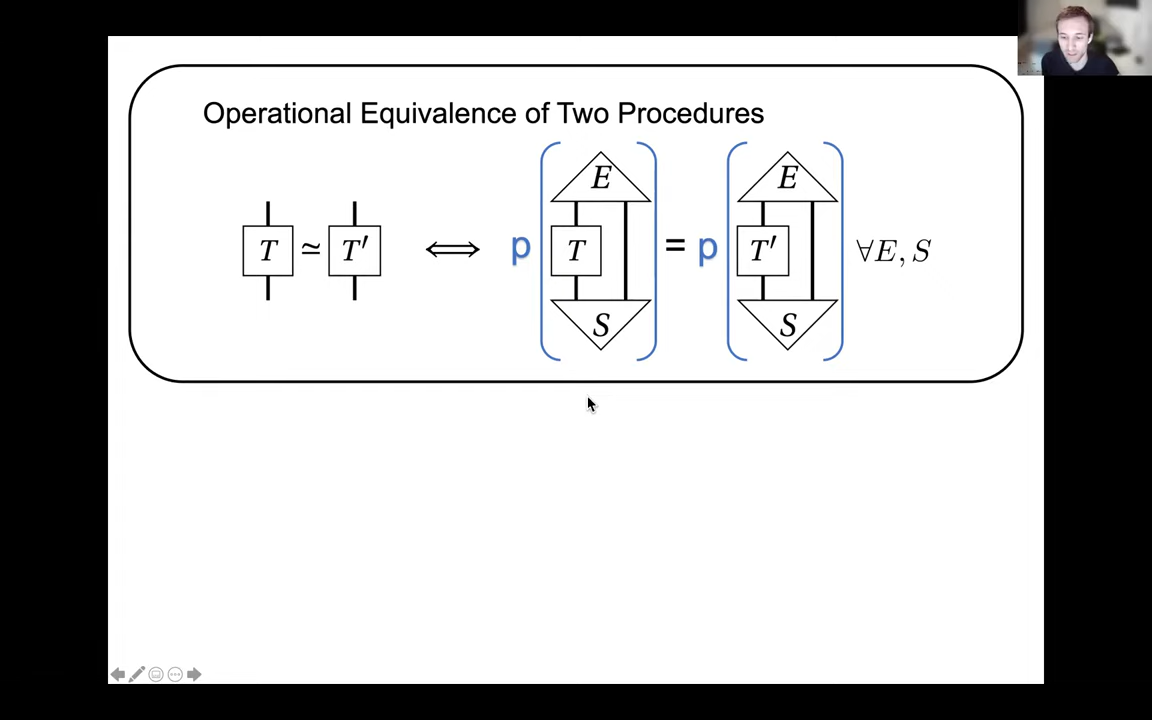 Operational Equivalence of Two Procedures
E E
T ≃ T′ ⟺ p T = p T′ ∀E, S
S S